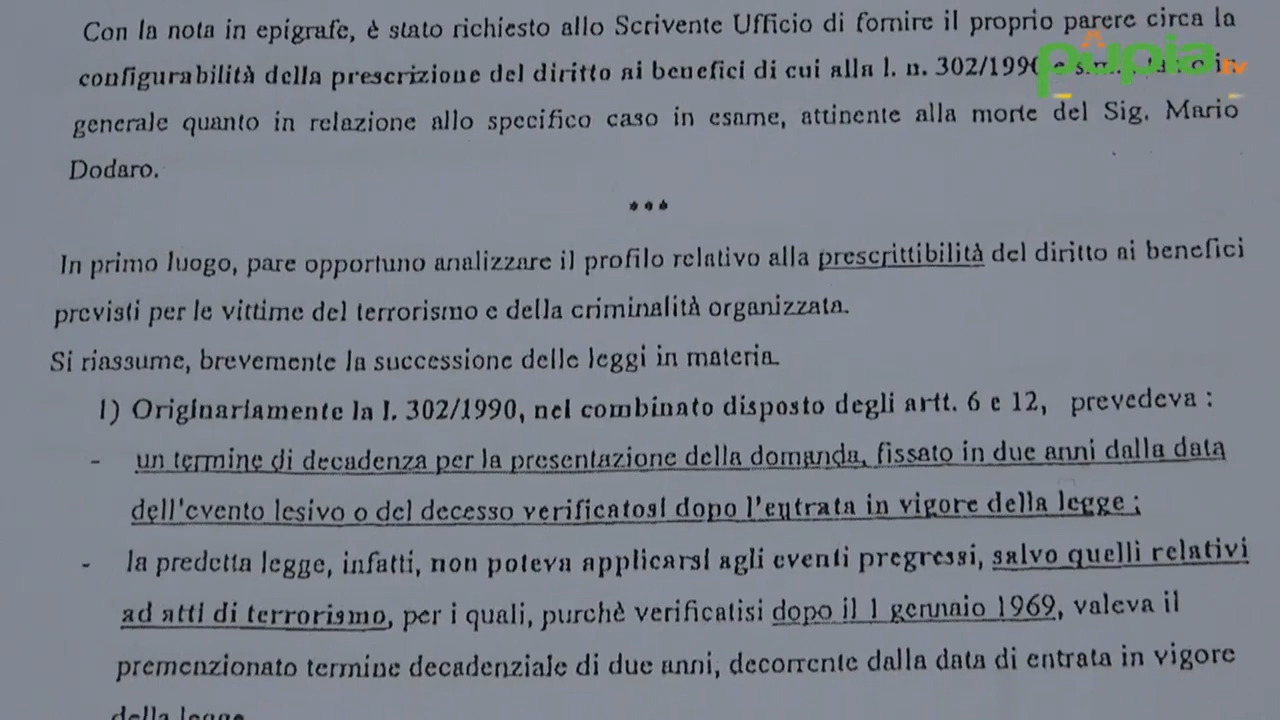 Con la nota in epigrafe, è stato richiesto allo Scrivente Ufficio di fornire il proprio parere circa la
configurabilità della prescrizione del diritto ai benefici di cui alla l. n. 302/1990
pupia tv
generale quanto in relazione allo specifico caso in esame, attinente alla morte del Sig. Mario
Dodaro.
***
In primo luogo, pare opportuno analizzare il profilo relativo alla prescrittibilità del diritto ai benefici
previsti per le vittime del terrorismo e della criminalità organizzata.
Si riassume, brevemente la successione delle leggi in materia.
1) Originariamente la l. 302/1990, nel combinato disposto degli artt. 6 e 12, prevedeva :
- un termine di decadenza per la presentazione della domanda, fissato in due anni dalla data
dell'evento lesivo o del decesso verificatosi dopo l'entrata in vigore della legge ;
- la predetta legge, infatti, non poteva applicarsi agli eventi pregressi, salvo quelli relativi
ad atti di terrorismo, per i quali, purchè verificatisi dopo il 1 gennaio 1969, valeva il
premenzionato termine decadenziale di due anni, decorrente dalla data di entrata in vigore
della legge